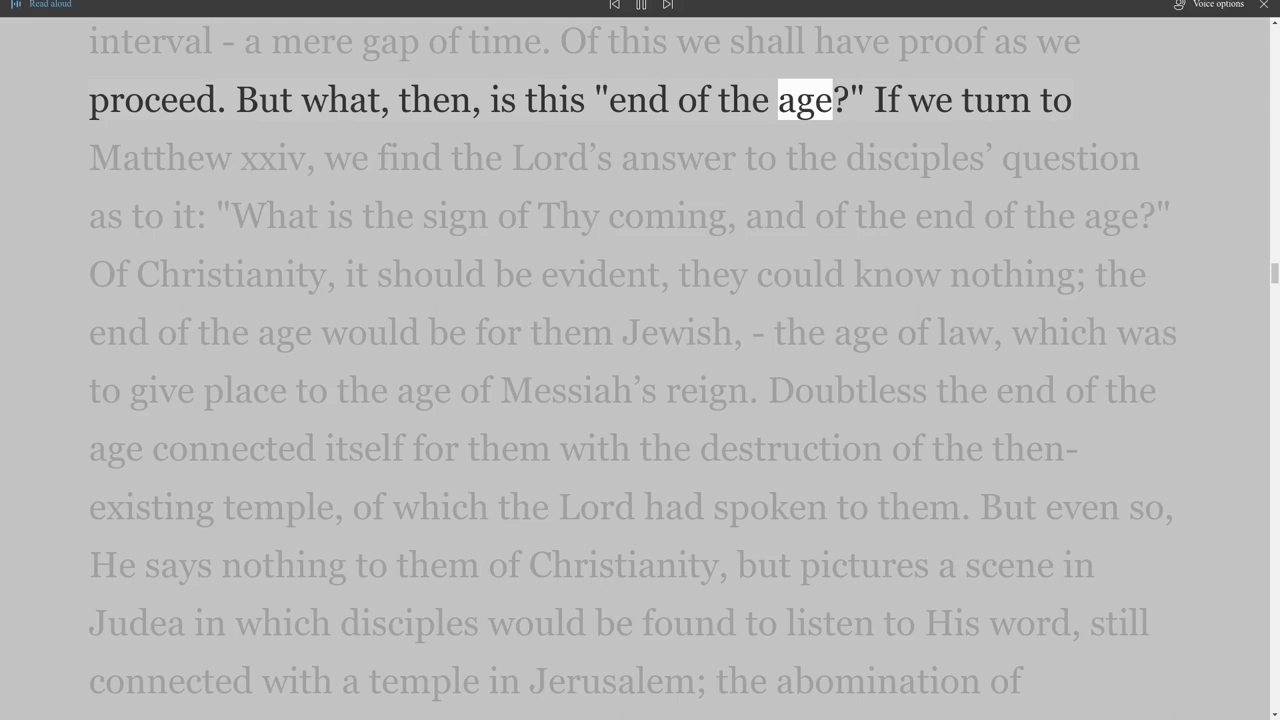 Read aloud
Voice options
interval - a mere gap of time. Of this we shall have proof as we
proceed. But what, then, is this "end of the age?" If we turn to
Matthew xxiv, we find the Lord’s answer to the disciples’ question
as to it: "What is the sign of Thy coming, and of the end of the age?"
Of Christianity, it should be evident, they could know nothing; the
end of the age would be for them Jewish, - the age of law, which was
to give place to the age of Messiah’s reign. Doubtless the end of the
age connected itself for them with the destruction of the then-
existing temple, of which the Lord had spoken to them. But even so,
He says nothing to them of Christianity, but pictures a scene in
Judea in which disciples would be found to listen to His word, still
connected with a temple in Jerusalem; the abomination of